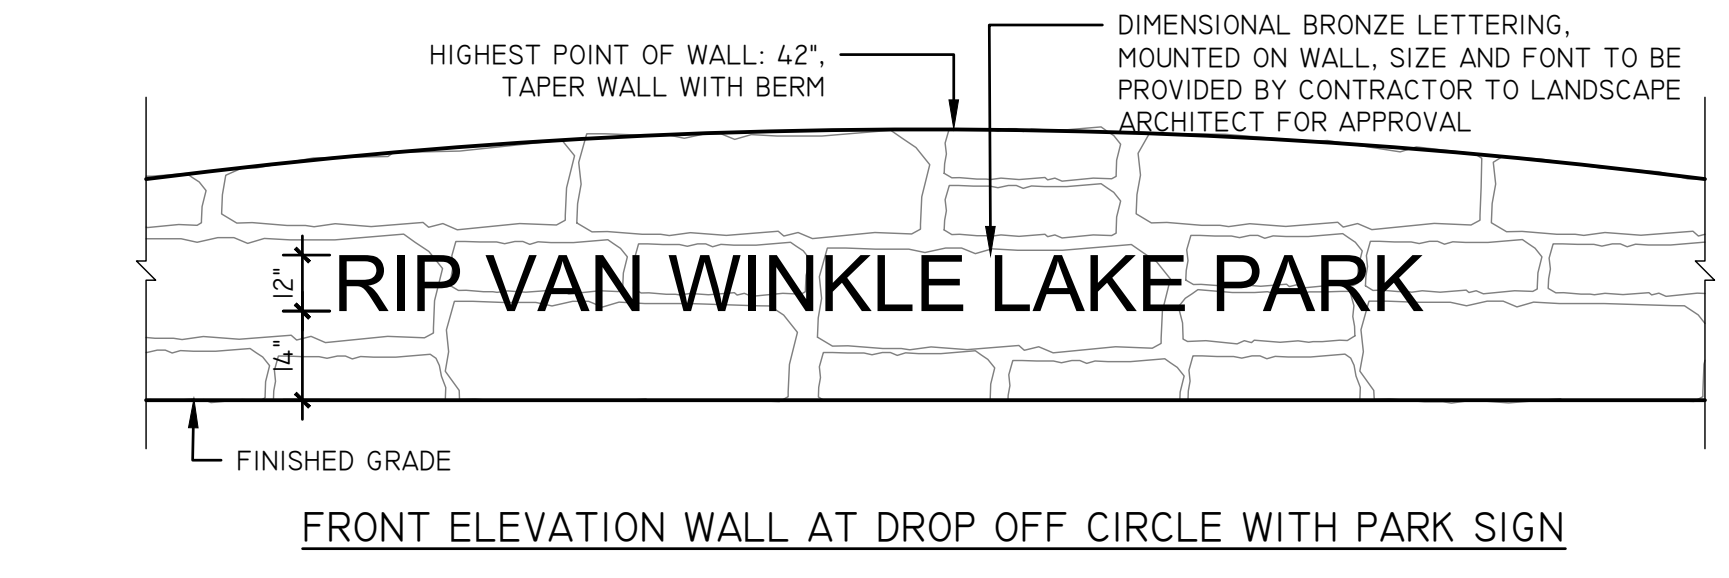 HIGHEST POINT OF WALL: 42",
TAPER WALL WITH BERM
DIMENSIONAL BRONZE LETTERING,
MOUNTED ON WALL, SIZE AND FONT TO BE
PROVIDED BY CONTRACTOR TO LANDSCAPE
ARCHITECT FOR APPROVAL
12"
RIP VAN WINKLE LAKE PARK
14"
FINISHED GRADE
FRONT ELEVATION WALL AT DROP OFF CIRCLE WITH PARK SIGN